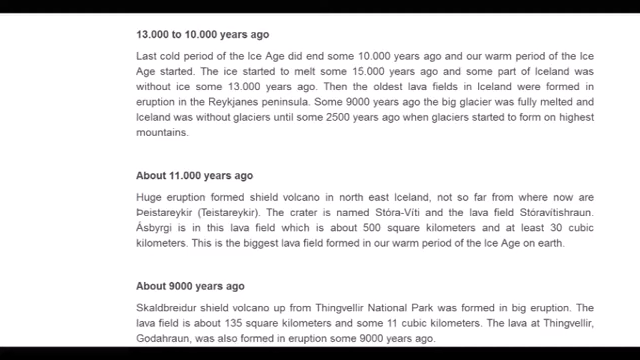 13.000 to 10.000 years ago
Last cold period of the Ice Age did end some 10.000 years ago and our warm period of the Ice
Age started. The ice started to melt some 15.000 years ago and some part of Iceland was
without ice some 13.000 years ago. Then the oldest lava fields in Iceland were formed in
eruption in the Reykjanes peninsula. Some 9000 years ago the big glacier was fully melted and
Iceland was without glaciers until some 2500 years ago when glaciers started to form on highest
mountains.
About 11.000 years ago
Huge eruption formed shield volcano in north east Iceland, not so far from where now are
Þeistareykir (Teistareykir). The crater is named Stóra-Víti and the lava field Stóravítishraun.
Ásbyrgi is in this lava field which is about 500 square kilometers and at least 30 cubic
kilometers. This is the biggest lava field formed in our warm period of the Ice Age on earth.
About 9000 years ago
Skaldbreidur shield volcano up from Thingvellir National Park was formed in big eruption. The
lava field is about 135 square kilometers and some 11 cubic kilometers. The lava at Thingvellir,
Godahraun, was also formed in eruption some 9000 years ago.